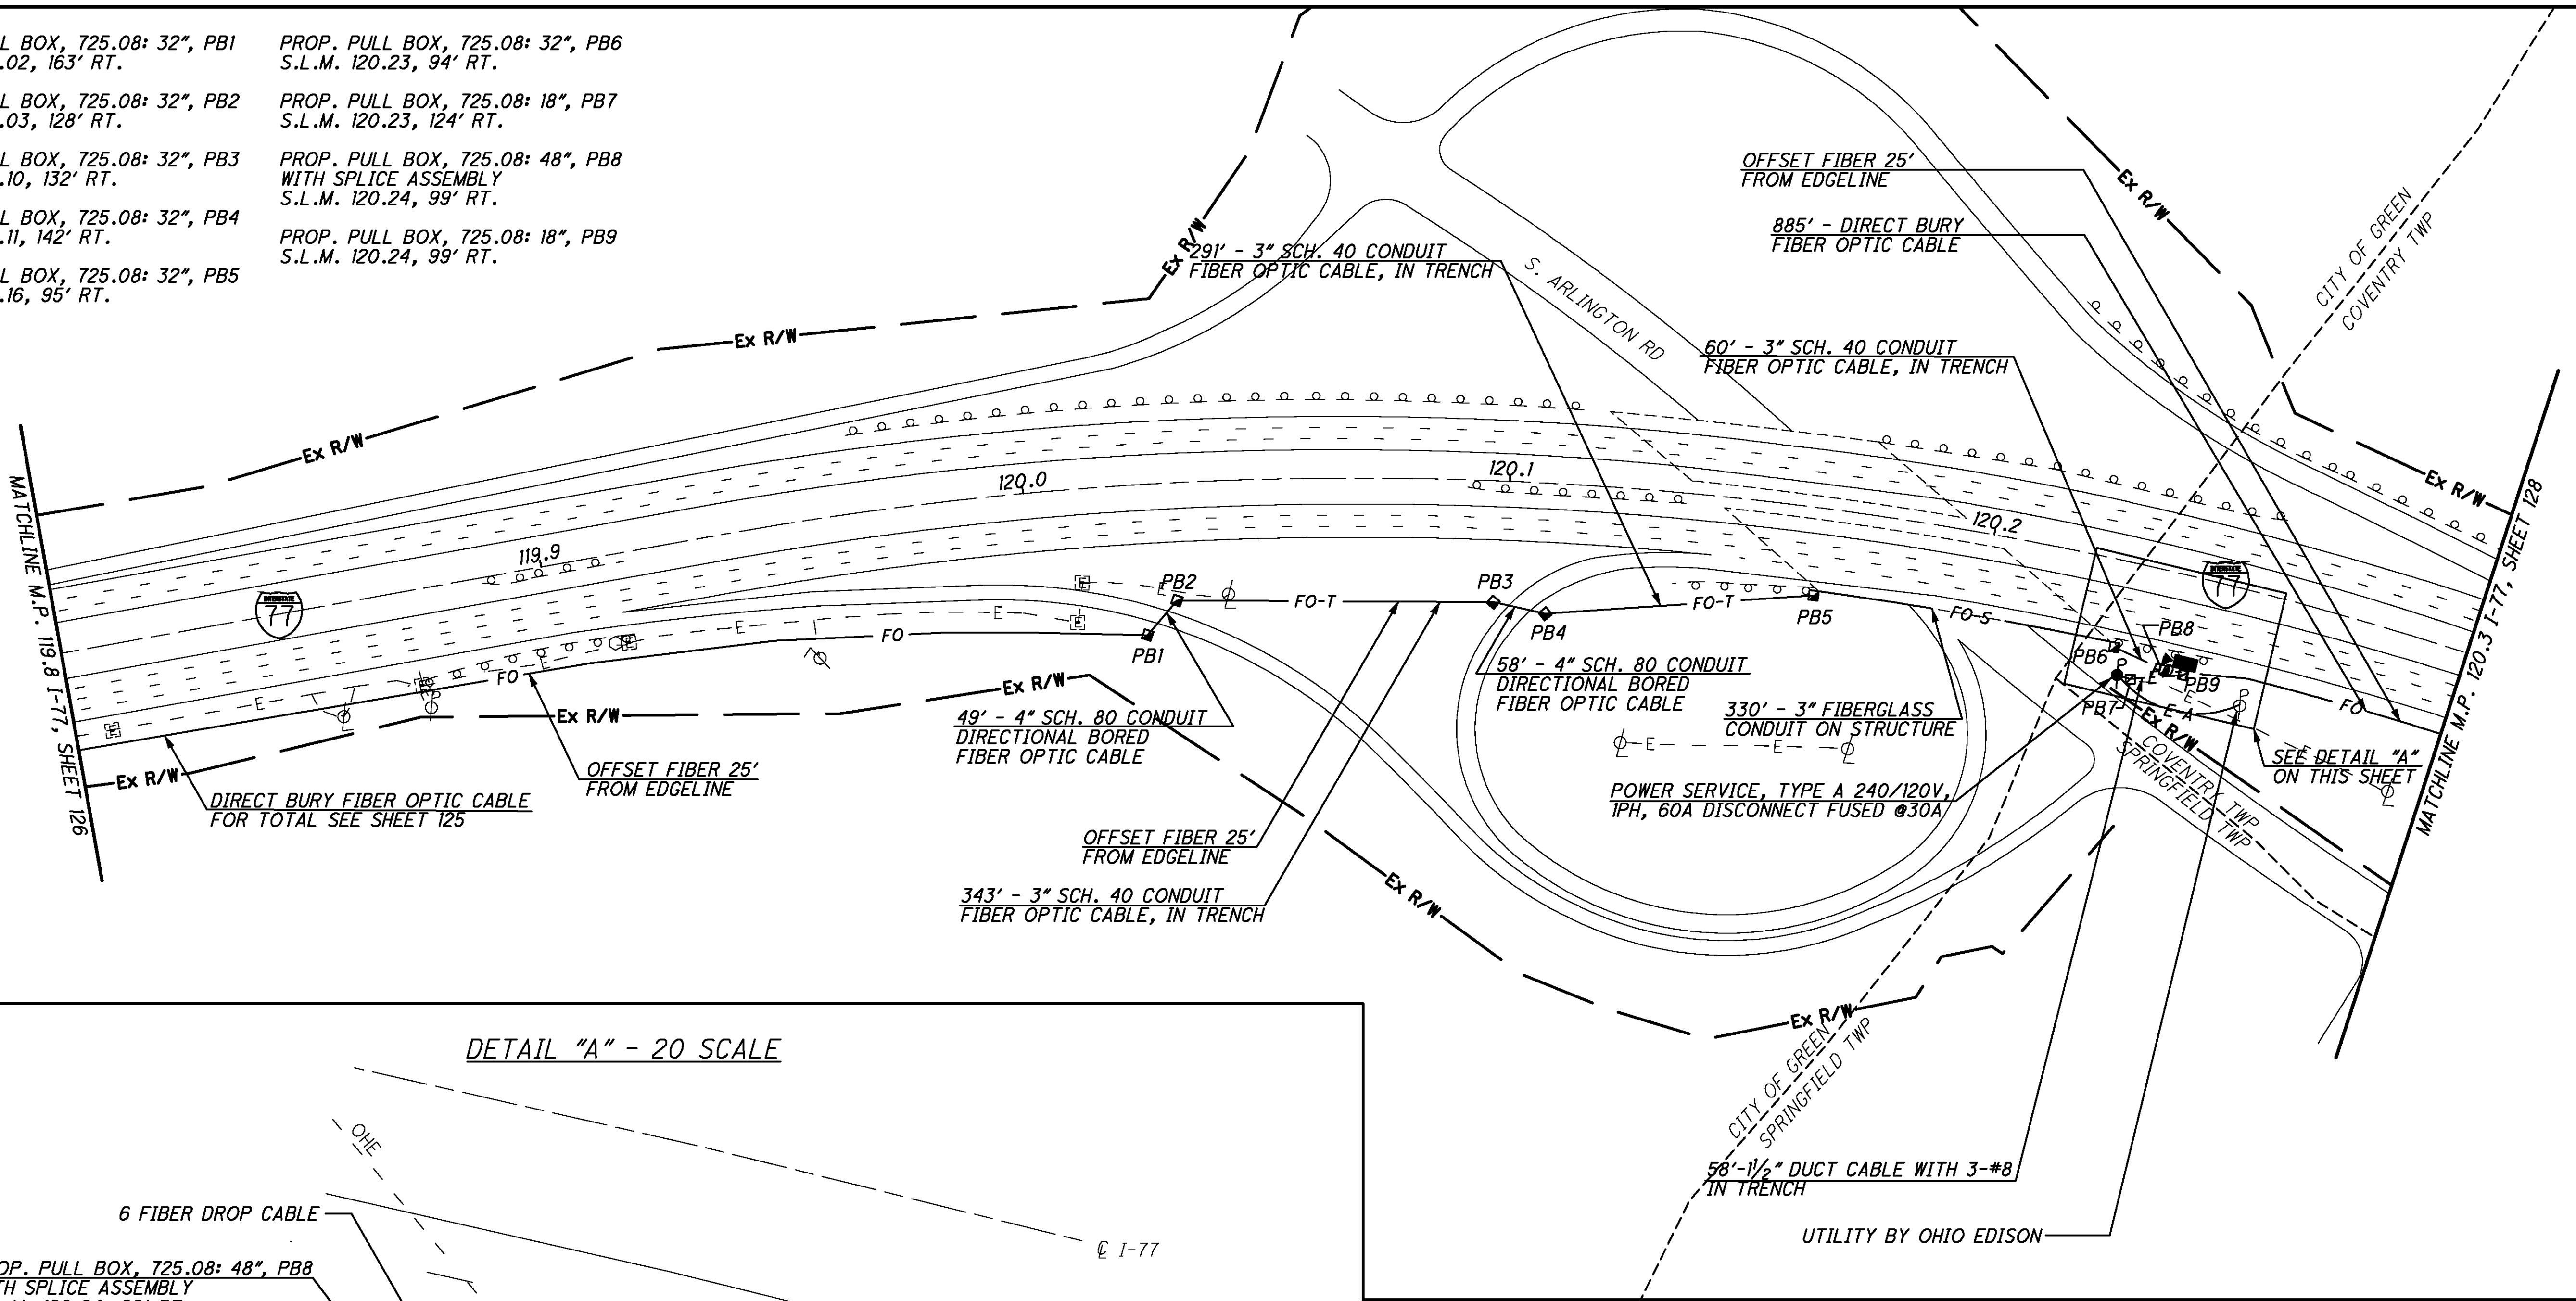 L BOX, 725.08: 32", PB1
.02, 163' RT.
L BOX, 725.08: 32", PB2
.03, 128' RT.
L BOX, 725.08: 32", PB3
.10, 132' RT.
L BOX, 725.08: 32", PB4
.11, 142' RT.
L BOX, 725.08: 32", PB5
.16, 95' RT.
PROP. PULL BOX, 725.08: 32", PB6
S.L.M. 120.23, 94' RT.
PROP. PULL BOX, 725.08: 18", PB7
S.L.M. 120.23, 124' RT.
PROP. PULL BOX, 725.08: 48", PB8
WITH SPLICE ASSEMBLY
S.L.M. 120.24, 99' RT.
PROP. PULL BOX, 725.08: 18", PB9
S.L.M. 120.24, 99' RT.
OFFSET FIBER 25'
FROM EDGELINE
885' - DIRECT BURY
FIBER OPTIC CABLE
291' - 3" SCH. 40 CONDUIT
FIBER OPTIC CABLE, IN TRENCH
S. ARLINGTON RD
60' - 3" SCH. 40 CONDUIT
FIBER OPTIC CABLE, IN TRENCH
CITY OF GREEN
COVENTRY TWP
Ex R/W
Ex R/W
Ex R/W
Ex R/W
Ex R/W
MATCHLINE M.P. 119.8 I-77, SHEET 126
MATCHLINE M.P. 120.3 I-77, SHEET 128
119.9
120.0
120.1
120.2
INTERSTATE
77
INTERSTATE
77
PB1
PB2
PB3
PB4
PB5
PB6
PB7
PB8
PB9
FO
FO
FO-T
FO-T
FO-S
FO
E
E
E
E
E
E-A
P
Ex R/W
Ex R/W
Ex R/W
Ex R/W
Ex R/W
Ex R/W
DIRECT BURY FIBER OPTIC CABLE
FOR TOTAL SEE SHEET 125
OFFSET FIBER 25'
FROM EDGELINE
49' - 4" SCH. 80 CONDUIT
DIRECTIONAL BORED
FIBER OPTIC CABLE
58' - 4" SCH. 80 CONDUIT
DIRECTIONAL BORED
FIBER OPTIC CABLE
330' - 3" FIBERGLASS
CONDUIT ON STRUCTURE
E
E
POWER SERVICE, TYPE A 240/120V,
1PH, 60A DISCONNECT FUSED @30A
SEE DETAIL "A"
ON THIS SHEET
COVENTRY TWP
SPRINGFIELD TWP
OFFSET FIBER 25'
FROM EDGELINE
343' - 3" SCH. 40 CONDUIT
FIBER OPTIC CABLE, IN TRENCH
CITY OF GREEN
SPRINGFIELD TWP
58'-1½" DUCT CABLE WITH 3-#8
IN TRENCH
UTILITY BY OHIO EDISON
DETAIL "A" - 20 SCALE
OHE
6 FIBER DROP CABLE
℄ I-77
OP. PULL BOX, 725.08: 48", PB8
TH SPLICE ASSEMBLY